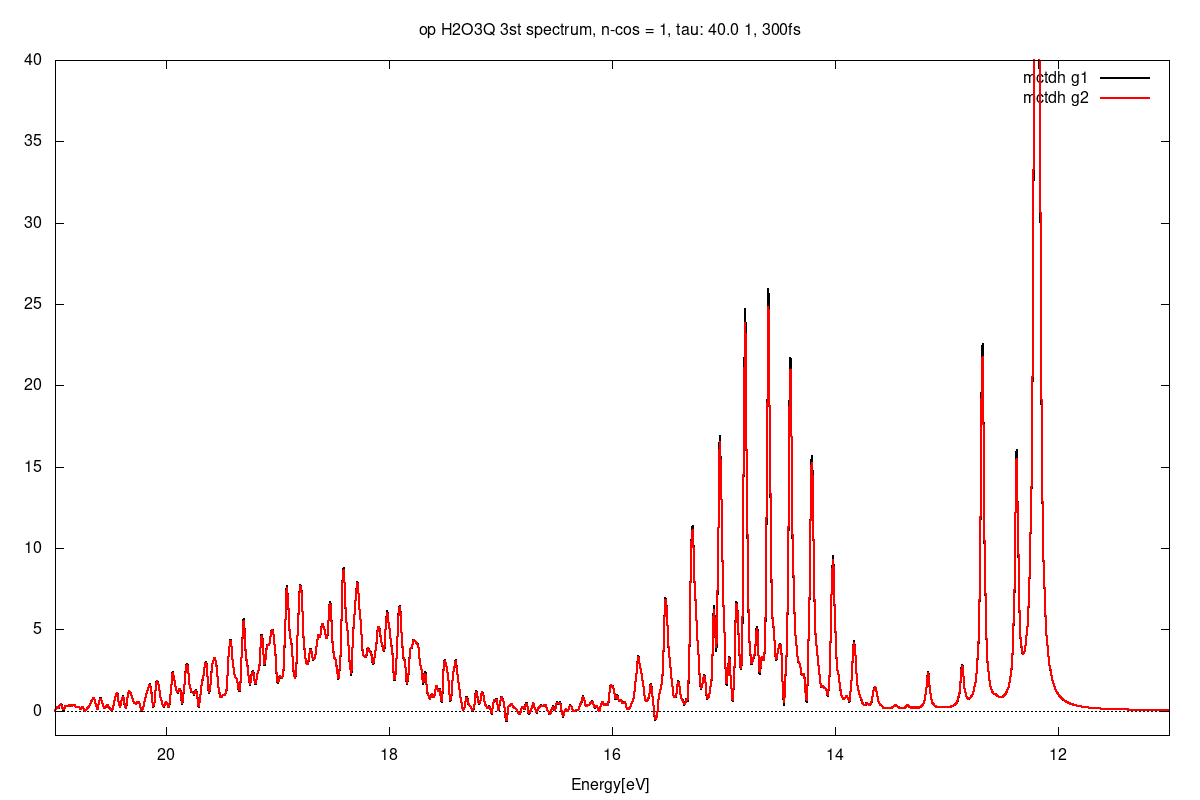 op H2O3Q 3st spectrum, n-cos = 1, tau: 40.0 1, 300fs
mctdh g1
mctdh g2
40
35
30
25
20
15
10
5
0
20 18 16 14 12
Energy[eV]